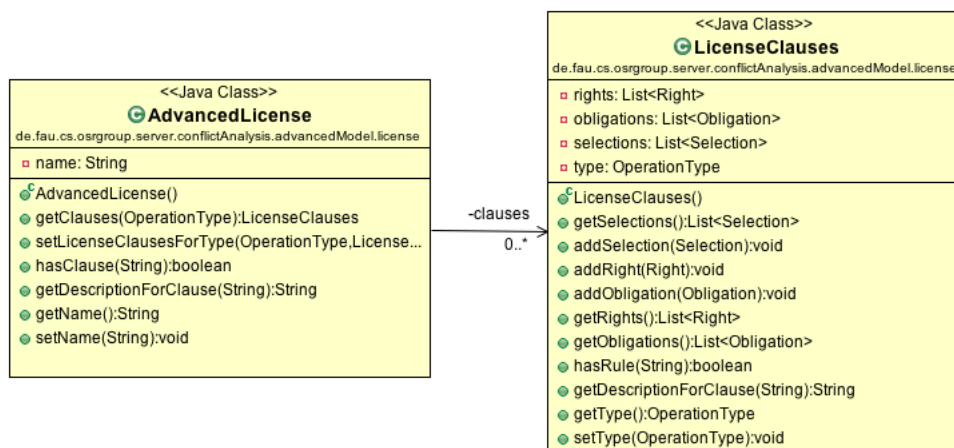 <<Java Class>>
AdvancedLicense
de.fau.cs.osrgroup.server.conflictAnalysis.advancedModel.license
name: String
AdvancedLicense()
getClauses(OperationType):LicenseClauses
setLicenseClausesForType(OperationType,License...
hasClause(String):boolean
getDescriptionForClause(String):String
getName():String
setName(String):void
-clauses
0..*
<<Java Class>>
LicenseClauses
de.fau.cs.osrgroup.server.conflictAnalysis.advancedModel.license
rights: List<Right>
obligations: List<Obligation>
selections: List<Selection>
type: OperationType
LicenseClauses()
getSelections():List<Selection>
addSelection(Selection):void
addRight(Right):void
addObligation(Obligation):void
getRights():List<Right>
getObligations():List<Obligation>
hasRule(String):boolean
getDescriptionForClause(String):String
getType():OperationType
setType(OperationType):void